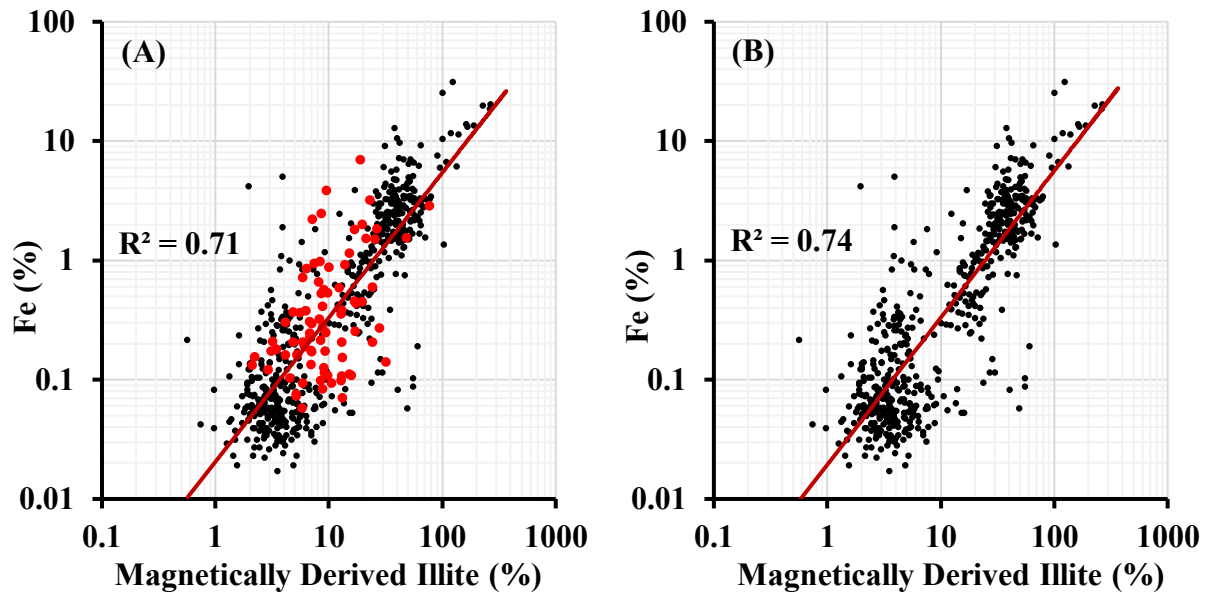 (A)
R² = 0.71
Fe (%)
100
10
1
0.1
0.01
0.1 1 10 100 1000
Magnetically Derived Illite (%)
(B)
R² = 0.74
Fe (%)
100
10
1
0.1
0.01
0.1 1 10 100 1000
Magnetically Derived Illite (%)